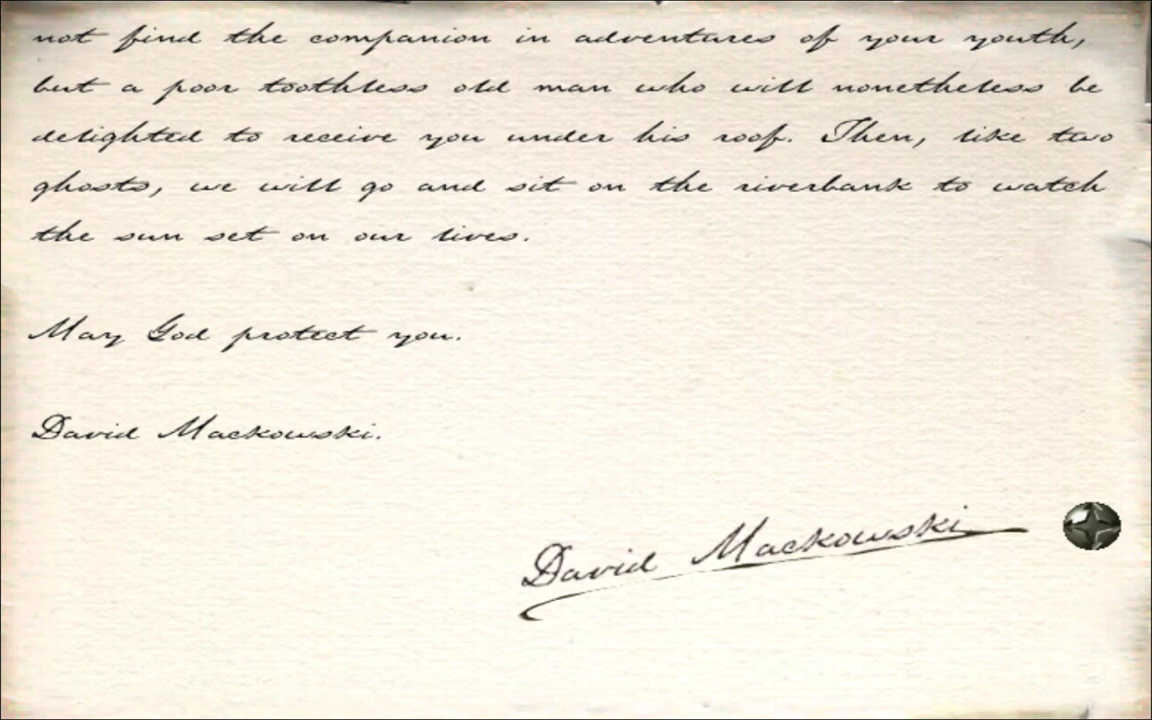 not find the companion in adventures of your youth,
but a poor toothless old man who will nonetheless be
delighted to receive you under his roof. Then, like two
ghosts, we will go and sit on the riverbank to watch
the sun set on our lives.
May God protect you.
David Mackowski.
David Mackowski